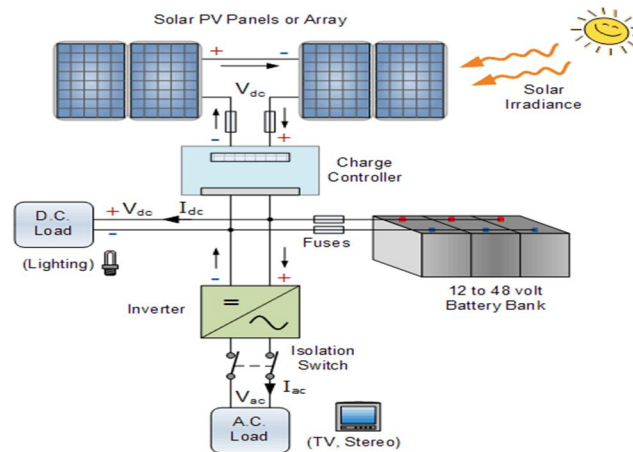 Solar PV Panels or Array
+
-
Vdc
Solar
Irradiance
-
+
Charge
Controller
D.C.
Load
+ Vdc
Idc
-
(Lighting)
Fuses
12 to 48 volt
Battery Bank
-
+
Inverter
=
Isolation
Switch
Vac
Iac
A.C.
Load
(TV, Stereo)